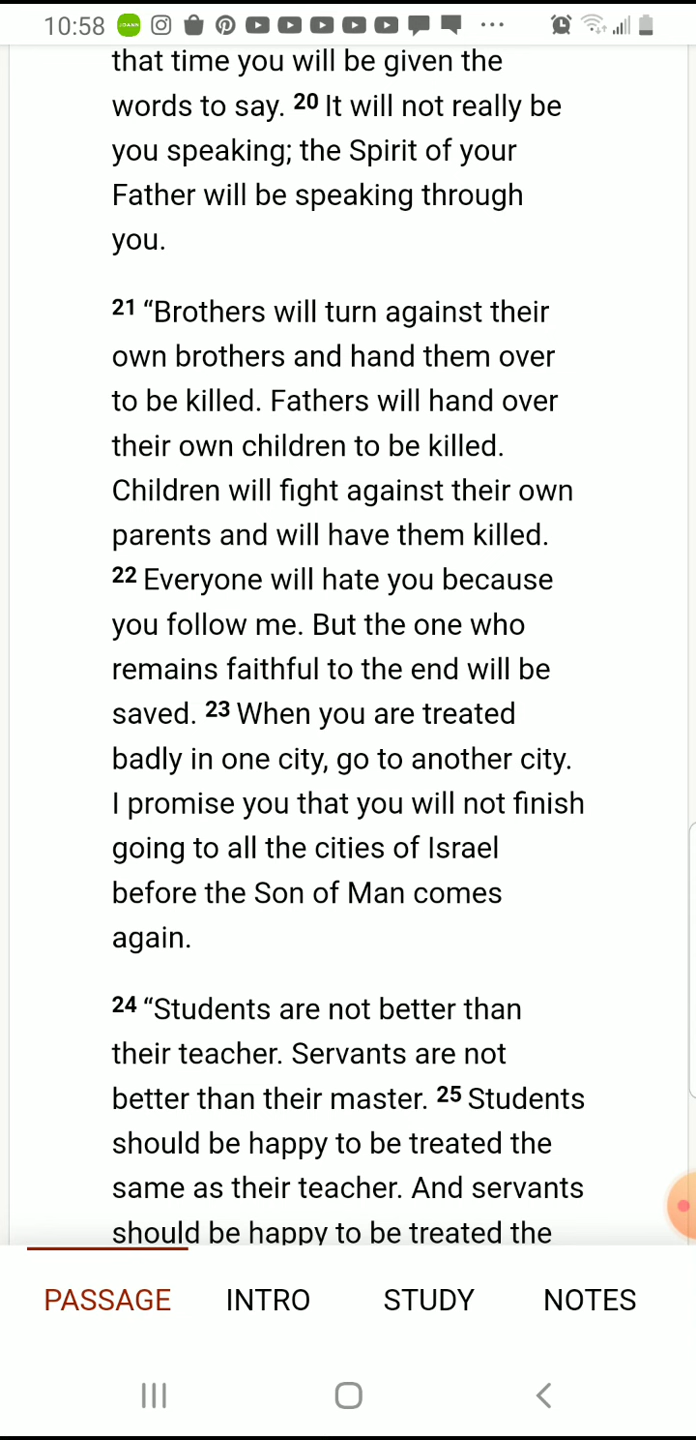 10:58
JOANN
that time you will be given the
words to say. 20 It will not really be
you speaking; the Spirit of your
Father will be speaking through
you.
21 “Brothers will turn against their
own brothers and hand them over
to be killed. Fathers will hand over
their own children to be killed.
Children will fight against their own
parents and will have them killed.
22 Everyone will hate you because
you follow me. But the one who
remains faithful to the end will be
saved. 23 When you are treated
badly in one city, go to another city.
I promise you that you will not finish
going to all the cities of Israel
before the Son of Man comes
again.
24 “Students are not better than
their teacher. Servants are not
better than their master. 25 Students
should be happy to be treated the
same as their teacher. And servants
should be happy to be treated the
PASSAGE INTRO STUDY NOTES